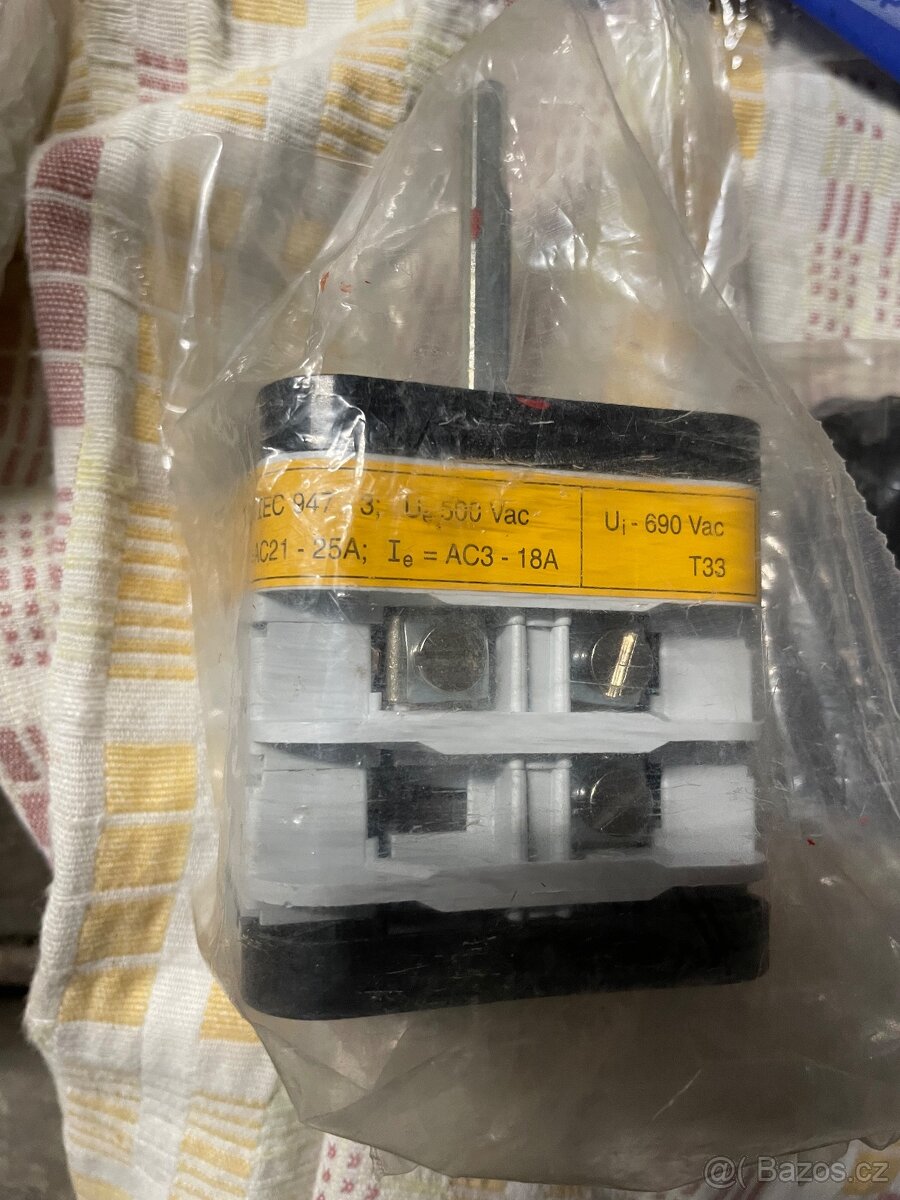 IEC 947 - 3; Ue 500 Vac
AC21 - 25A; Ie = AC3 - 18A
Ui - 690 Vac
T33
@( Bazos.cz